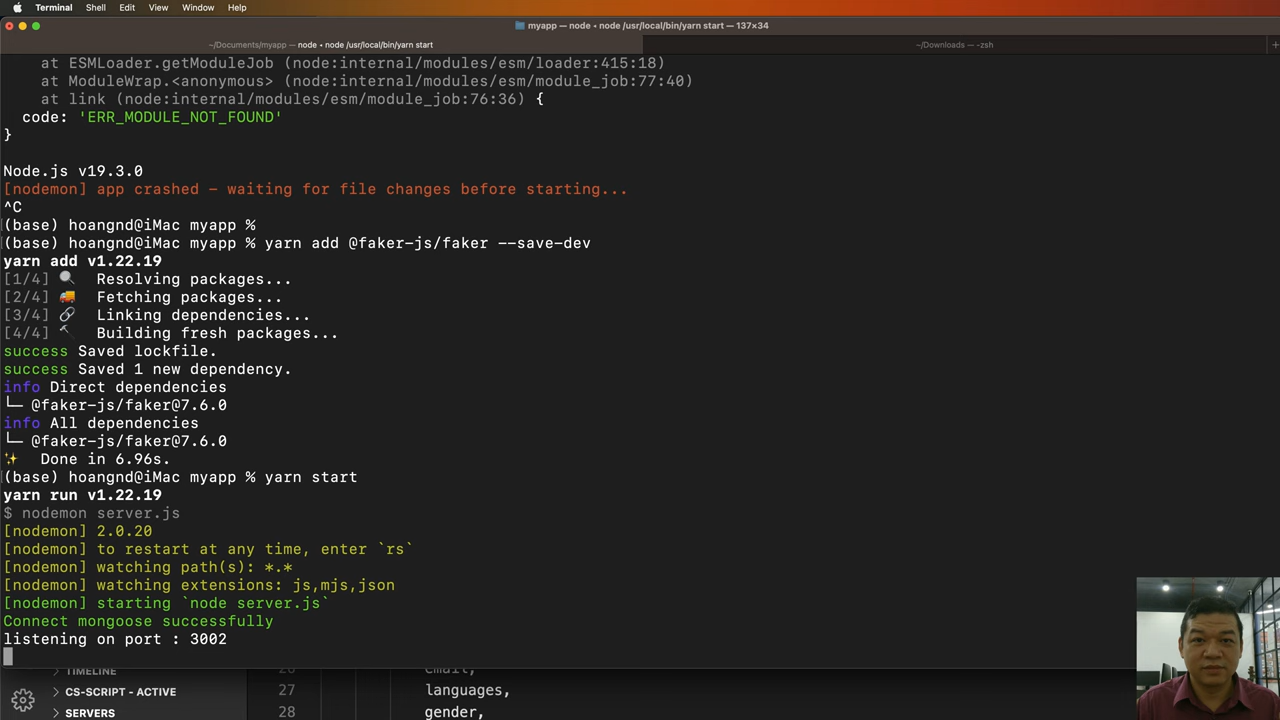 Terminal Shell Edit View Window Help
myapp — node • node /usr/local/bin/yarn start — 137×34
~/Documents/myapp — node • node /usr/local/bin/yarn start
~/Downloads — -zsh
at ESMLoader.getModuleJob (node:internal/modules/esm/loader:415:18)
at ModuleWrap.<anonymous> (node:internal/modules/esm/module_job:77:40)
at link (node:internal/modules/esm/module_job:76:36) {
code: 'ERR_MODULE_NOT_FOUND'
}
Node.js v19.3.0
[nodemon] app crashed - waiting for file changes before starting...
^C
(base) hoangnd@iMac myapp %
(base) hoangnd@iMac myapp % yarn add @faker-js/faker --save-dev
yarn add v1.22.19
[1/4] 🔍 Resolving packages...
[2/4] 🚚 Fetching packages...
[3/4] 🔗 Linking dependencies...
[4/4] 🔨 Building fresh packages...
success Saved lockfile.
success Saved 1 new dependency.
info Direct dependencies
└─ @faker-js/faker@7.6.0
info All dependencies
└─ @faker-js/faker@7.6.0
✨ Done in 6.96s.
(base) hoangnd@iMac myapp % yarn start
yarn run v1.22.19
$ nodemon server.js
[nodemon] 2.0.20
[nodemon] to restart at any time, enter `rs`
[nodemon] watching path(s): *.*
[nodemon] watching extensions: js,mjs,json
[nodemon] starting `node server.js`
Connect mongoose successfully
listening on port : 3002
TIMELINE
26 email,
CS-SCRIPT - ACTIVE
27 languages,
SERVERS
28 gender,